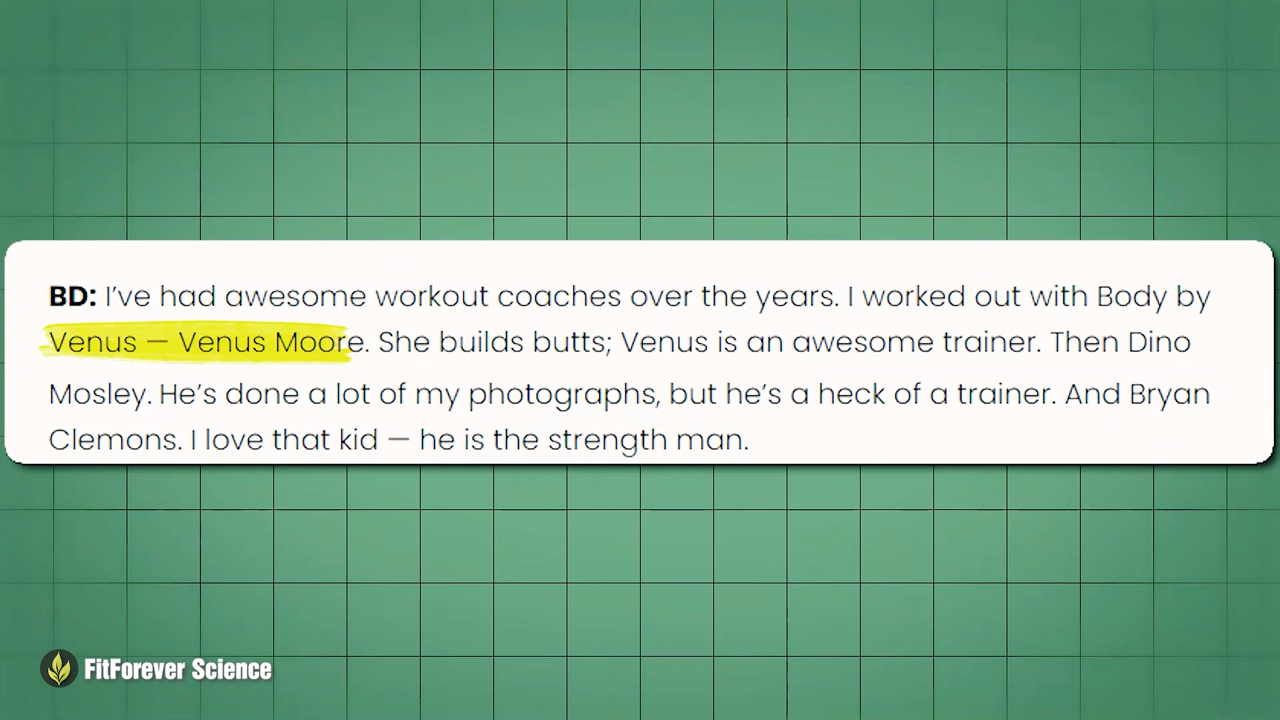 BD: I’ve had awesome workout coaches over the years. I worked out with Body by
Venus — Venus Moore. She builds butts; Venus is an awesome trainer. Then Dino
Mosley. He’s done a lot of my photographs, but he’s a heck of a trainer. And Bryan
Clemons. I love that kid — he is the strength man.
FitForever Science